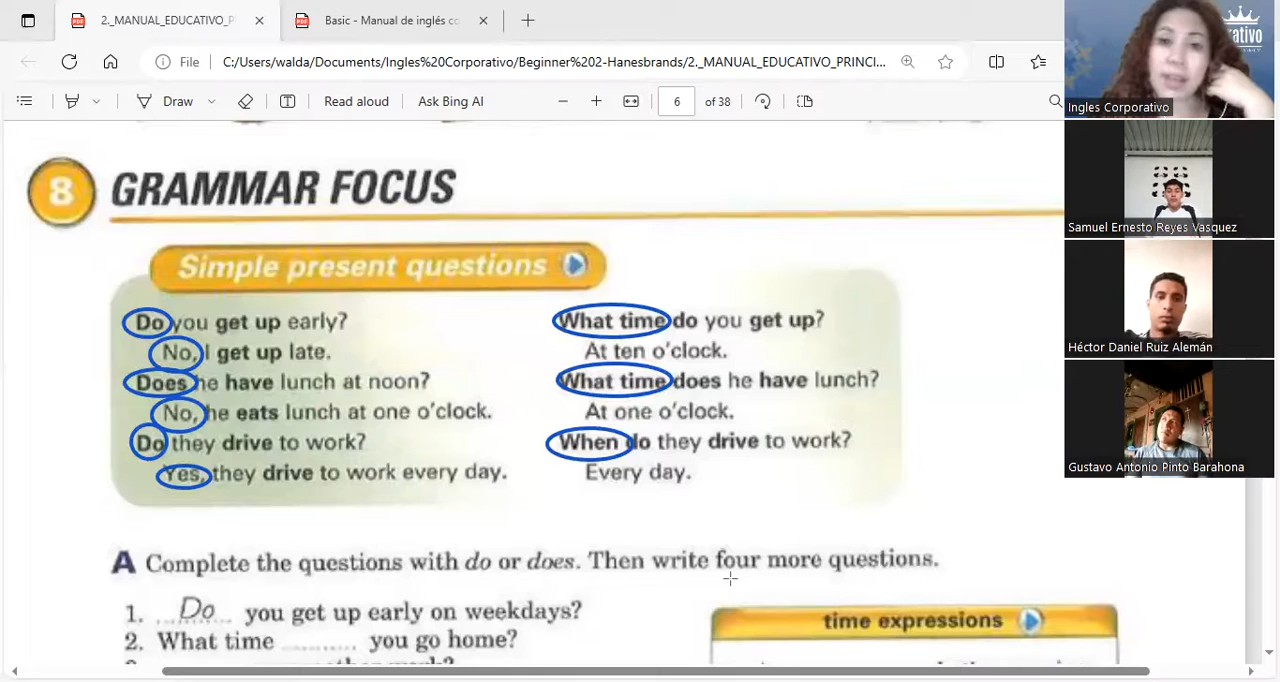 2._MANUAL_EDUCATIVO_P
Basic - Manual de inglés co
File
C:/Users/walda/Documents/Ingles%20Corporativo/Beginner%202-Hanesbrands/2._MANUAL_EDUCATIVO_PRINCI...
Draw
Read aloud
Ask Bing AI
6
of 38
8 GRAMMAR FOCUS
Simple present questions
Do you get up early?
No, I get up late.
Does he have lunch at noon?
No, he eats lunch at one o'clock.
Do they drive to work?
Yes, they drive to work every day.
What time do you get up?
At ten o'clock.
What time does he have lunch?
At one o'clock.
When do they drive to work?
Every day.
A Complete the questions with do or does. Then write four more questions.
1. Do you get up early on weekdays?
2. What time ......... you go home?
time expressions
rativo
Ingles Corporativo
Samuel Ernesto Reyes Vasquez
Héctor Daniel Ruiz Alemán
Gustavo Antonio Pinto Barahona